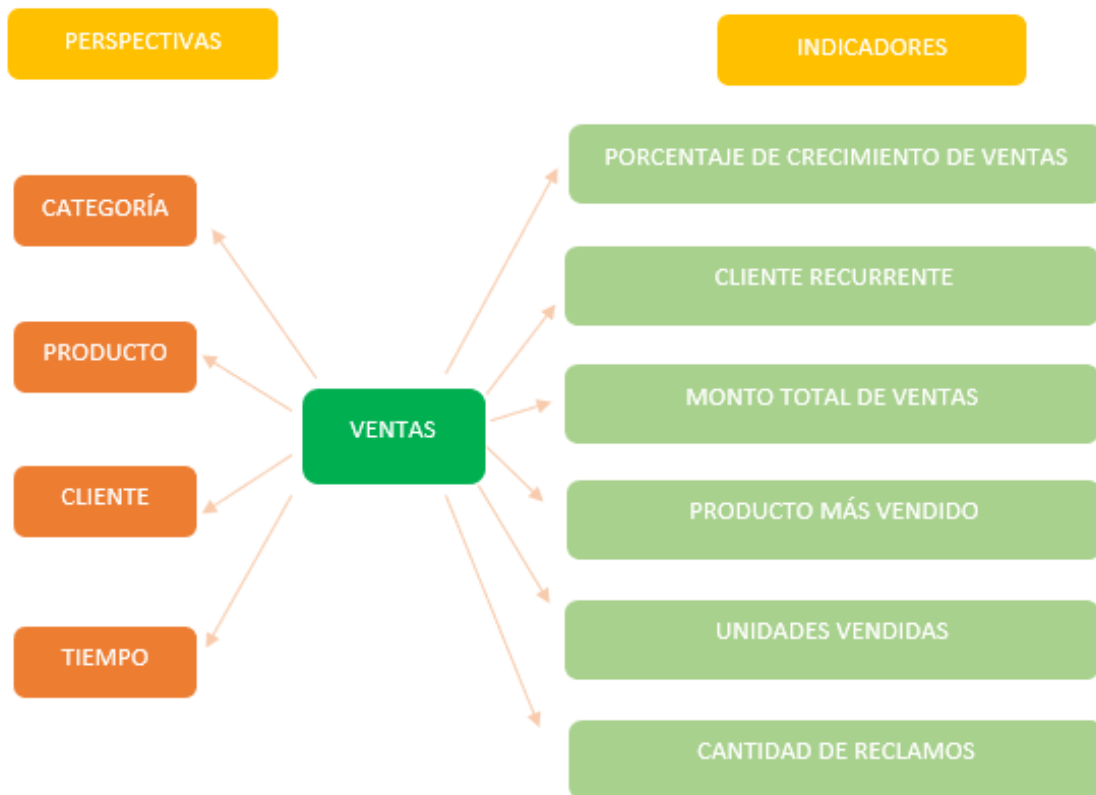 PERSPECTIVAS
INDICADORES
CATEGORÍA
PRODUCTO
CLIENTE
TIEMPO
VENTAS
PORCENTAJE DE CRECIMIENTO DE VENTAS
CLIENTE RECURRENTE
MONTO TOTAL DE VENTAS
PRODUCTO MÁS VENDIDO
UNIDADES VENDIDAS
CANTIDAD DE RECLAMOS